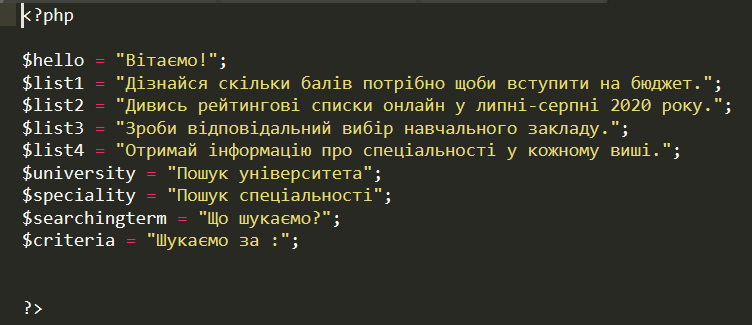 <?php
$hello = "Вітаємо!";
$list1 = "Дізнайся скільки балів потрібно щоби вступити на бюджет.";
$list2 = "Дивись рейтингові списки онлайн у липні-серпні 2020 року.";
$list3 = "Зроби відповідальний вибір навчального закладу.";
$list4 = "Отримай інформацію про спеціальності у кожному виші.";
$university = "Пошук університета";
$speciality = "Пошук спеціальності";
$searchingterm = "Що шукаємо?";
$criteria = "Шукаємо за :";
?>